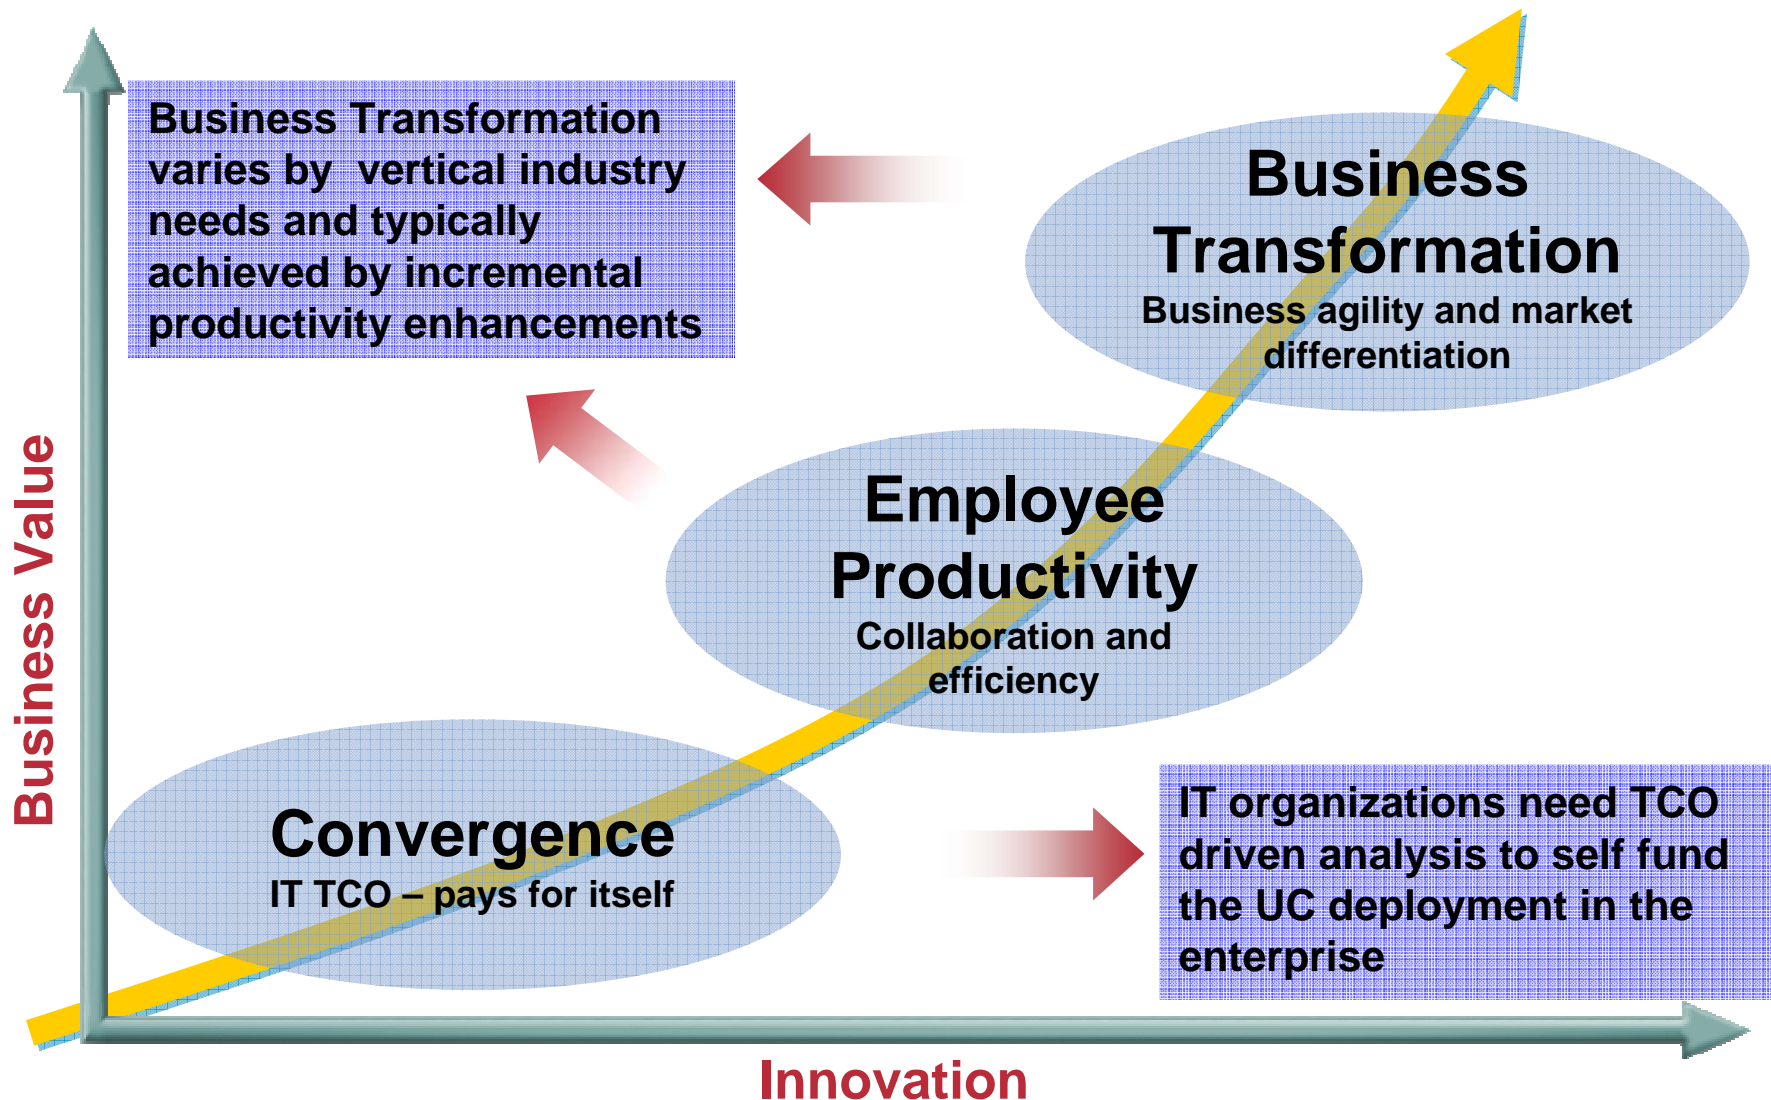 Business Transformation
varies by vertical industry
needs and typically
achieved by incremental
productivity enhancements
Business
Transformation
Business agility and market
differentiation
Employee
Productivity
Collaboration and
efficiency
Business Value
Convergence
IT TCO – pays for itself
IT organizations need TCO
driven analysis to self fund
the UC deployment in the
enterprise
Innovation